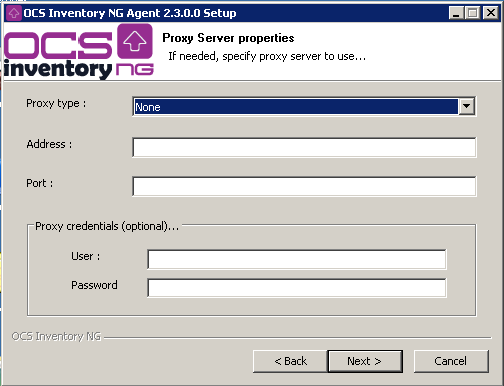 OCS Inventory NG Agent 2.3.0.0 Setup
OCS
inventory NG
Proxy Server properties
If needed, specify proxy server to use...
Proxy type :
None
Address :
Port :
Proxy credentials (optional)...
User :
Password
OCS Inventory NG
< Back
Next >
Cancel